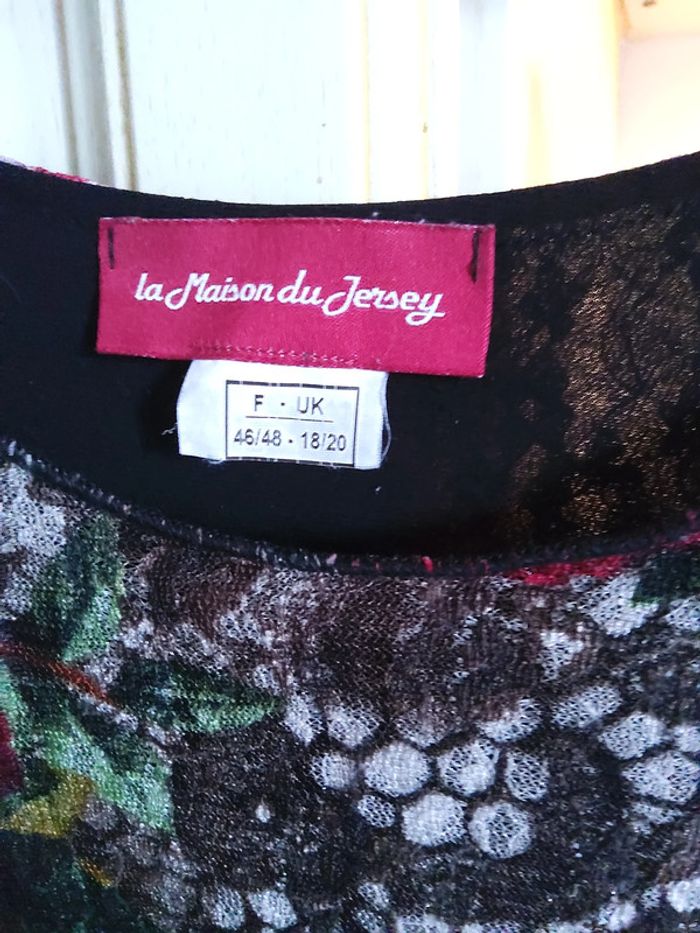 la Maison du Jersey
F - UK
46/48 - 18/20